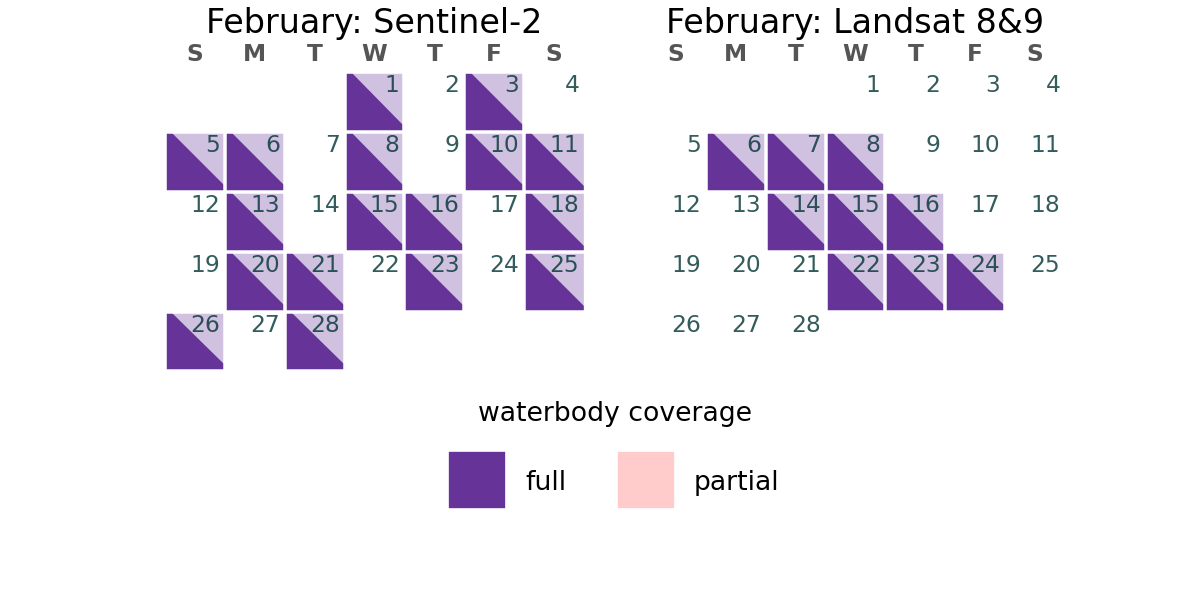 February: Sentinel-2
S M T W T F S
1 2 3 4
5 6 7 8 9 10 11
12 13 14 15 16 17 18
19 20 21 22 23 24 25
26 27 28
February: Landsat 8&9
S M T W T F S
1 2 3 4
5 6 7 8 9 10 11
12 13 14 15 16 17 18
19 20 21 22 23 24 25
26 27 28
waterbody coverage
full partial